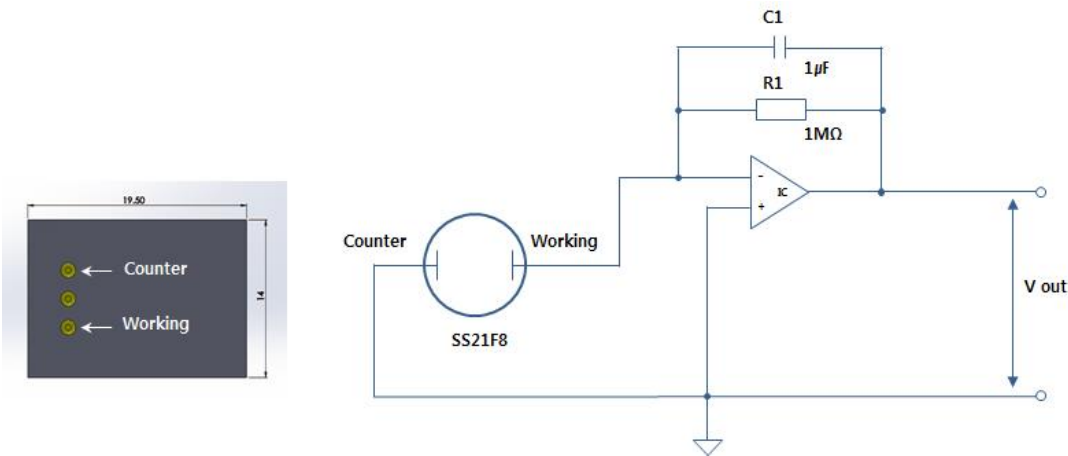 19.50
Counter
14
Working
C1
1μF
R1
1MΩ
-
IC
+
Counter
Working
V out
SS21F8